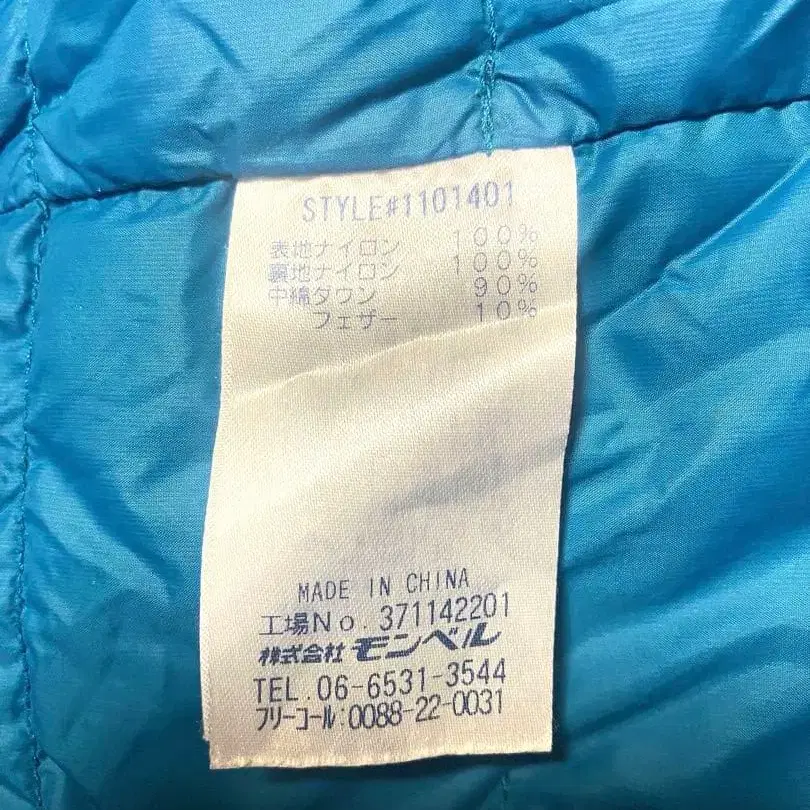 STYLE#1101401
表地ナイロン 100%
裏地ナイロン 100%
中綿ダウン 90%
フェザー 10%
MADE IN CHINA
工場No. 371142201
株式会社 モンベル
TEL.06-6531-3544
フリーコール:0088-22-0031